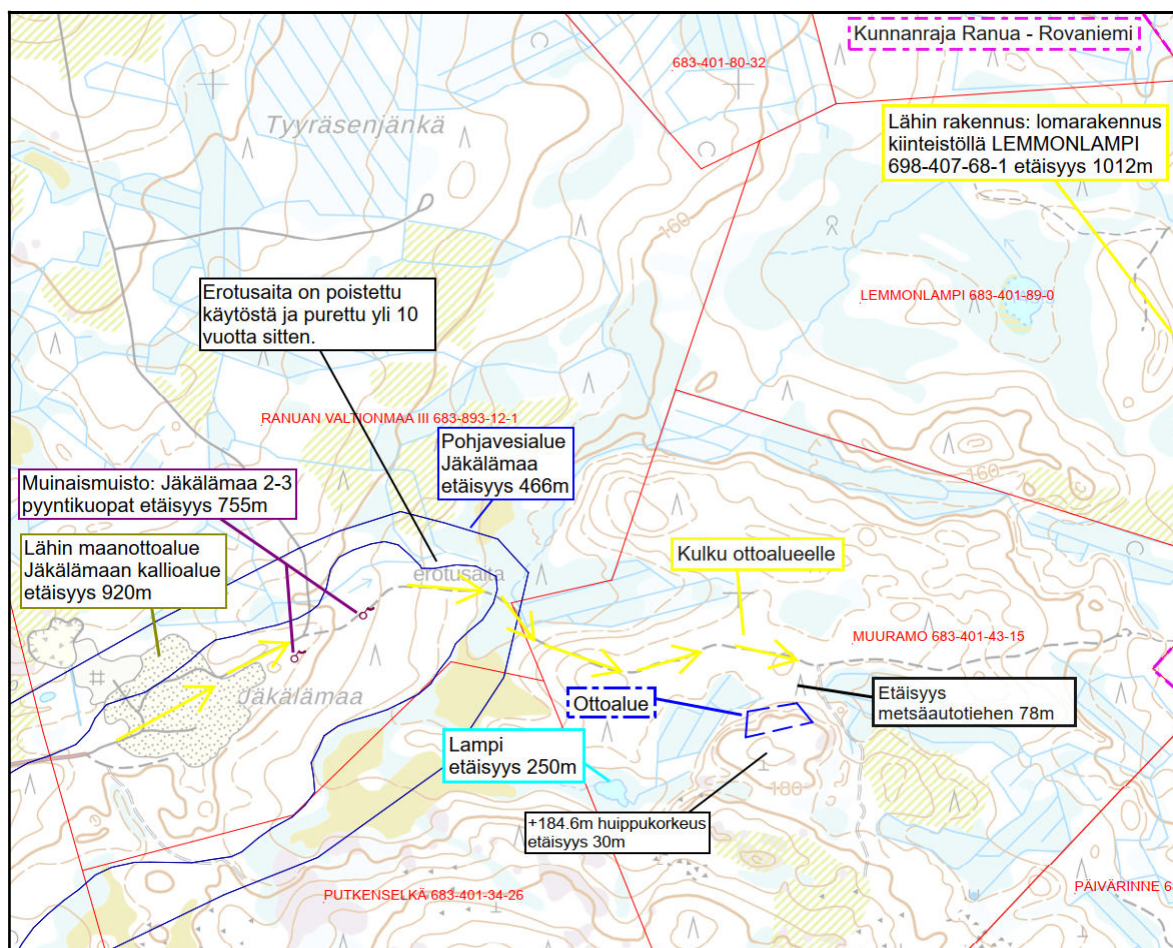 Kunnanraja Ranua - Rovaniemi
683-401-80-32
Tyyräsenjänkä
Lähin rakennus: lomarakennus
kiinteistöllä LEMMONLAMPI
698-407-68-1 etäisyys 1012m
160
Erotusaita on poistettu
käytöstä ja purettu yli 10
vuotta sitten.
LEMMONLAMPI 683-401-89-0
RANUAN VALTIONMAA III 683-893-12-1
Pohjavesialue
Jäkälämaa
etäisyys 466m
160
Muinaismuisto: Jäkälämaa 2-3
pyyntikuopat etäisyys 755m
Lähin maanottoalue
Jäkälämaan kallioalue
etäisyys 920m
erotusaita
Kulku ottoalueelle
MUURAMO 683-401-43-15
Jäkälämaa
Ottoalue
Etäisyys
metsäautotiehen 78m
Lampi
etäisyys 250m
180
+184.6m huippukorkeus
etäisyys 30m
PUTKENSELKÄ 683-401-34-26
PÄIVÄRINNE 6